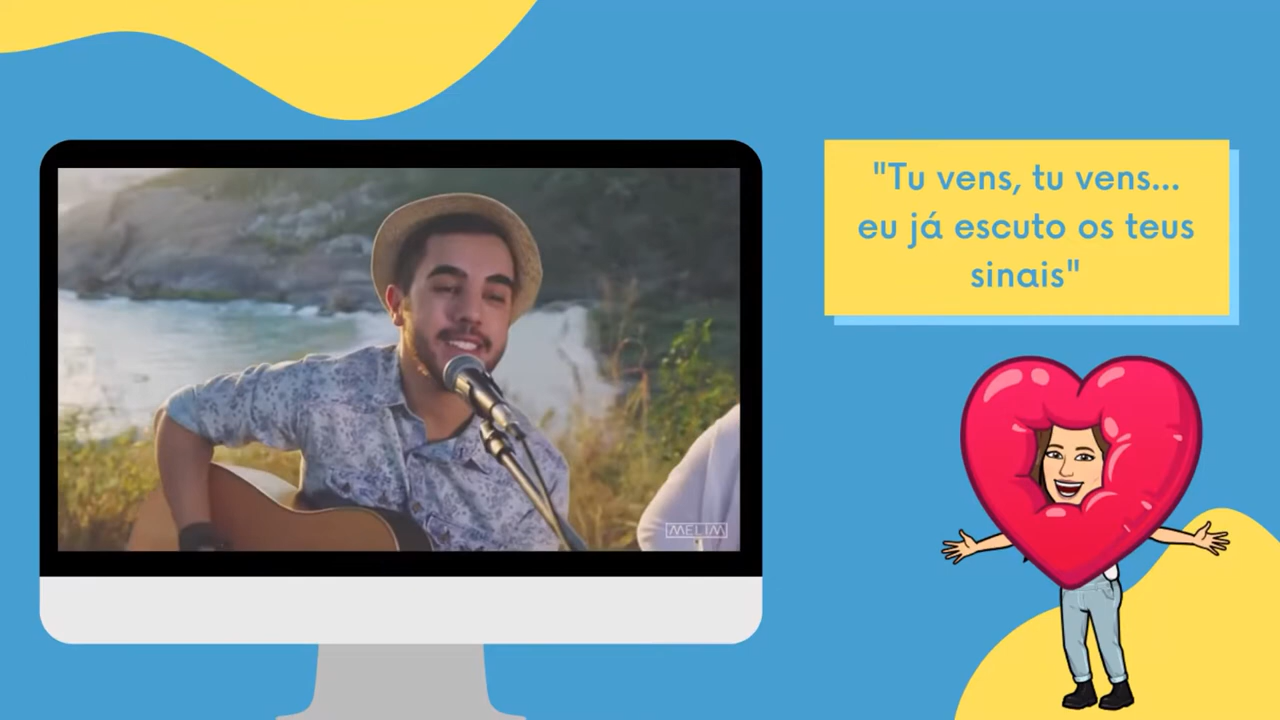 "Tu vens, tu vens...
eu já escuto os teus
sinais"
MELIM